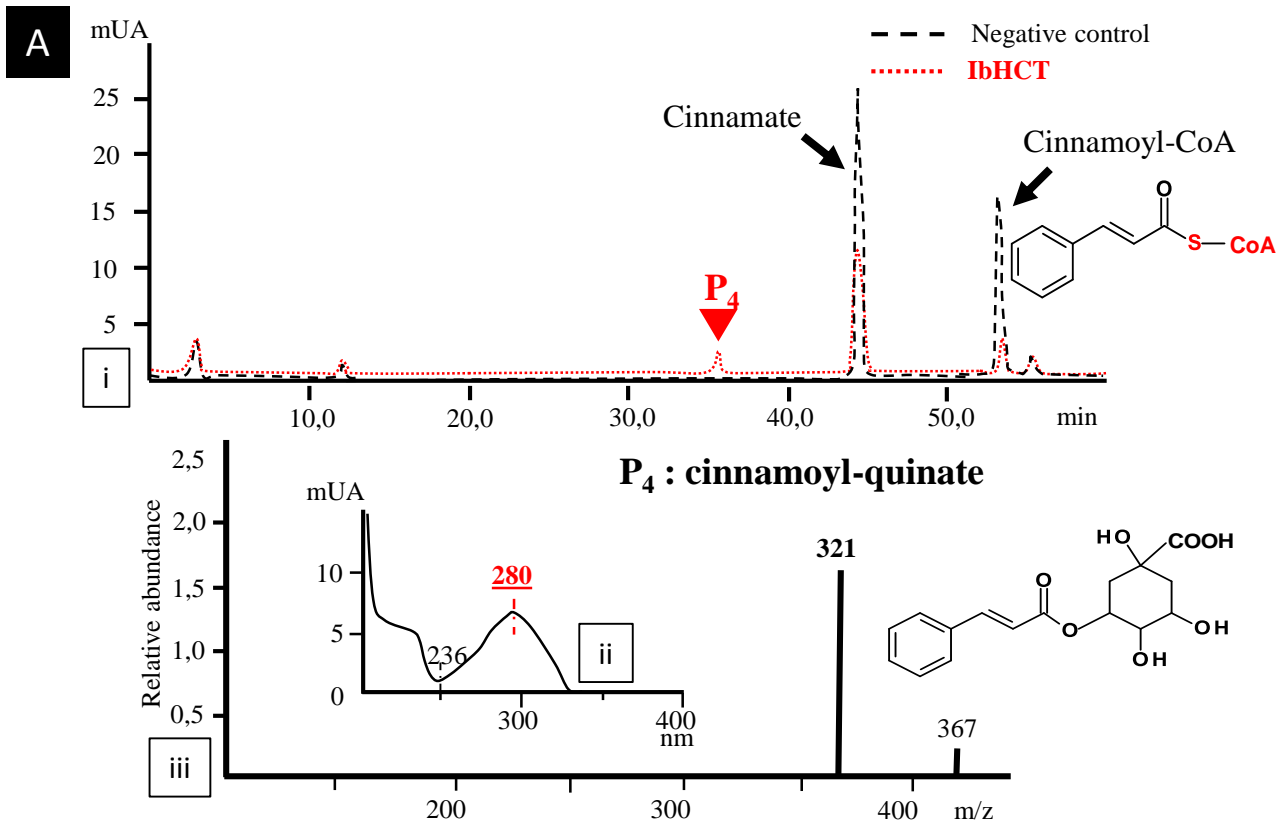 A
mUA
Negative control
IbHCT
25
20
15
10
5
Cinnamate
Cinnamoyl-CoA
O
S
CoA
P4
i
10,0
20,0
30,0
40,0
50,0
min
P4 : cinnamoyl-quinate
Relative abundance
2,5
2,0
1,5
1,0
0,5
mUA
10
5
0
280
236
ii
300
400
nm
321
367
HO
COOH
O
O
OH
OH
iii
200
300
400
m/z